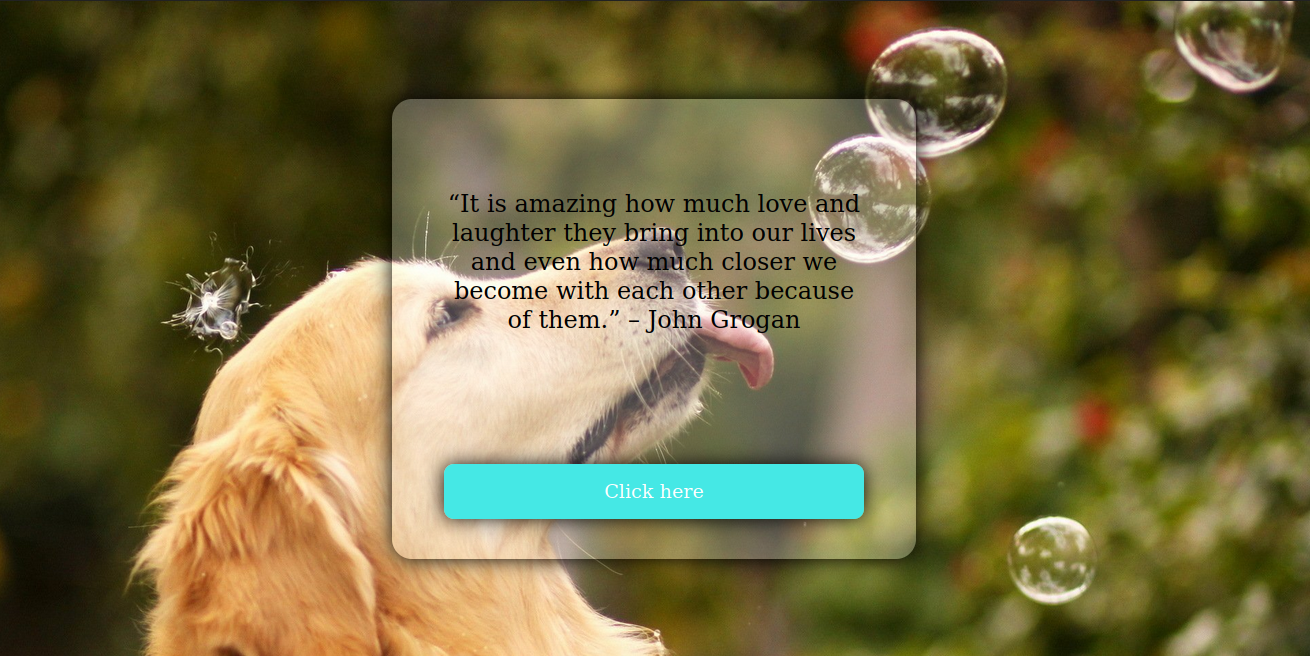 “It is amazing how much love and
laughter they bring into our lives
and even how much closer we
become with each other because
of them.” – John Grogan
Click here